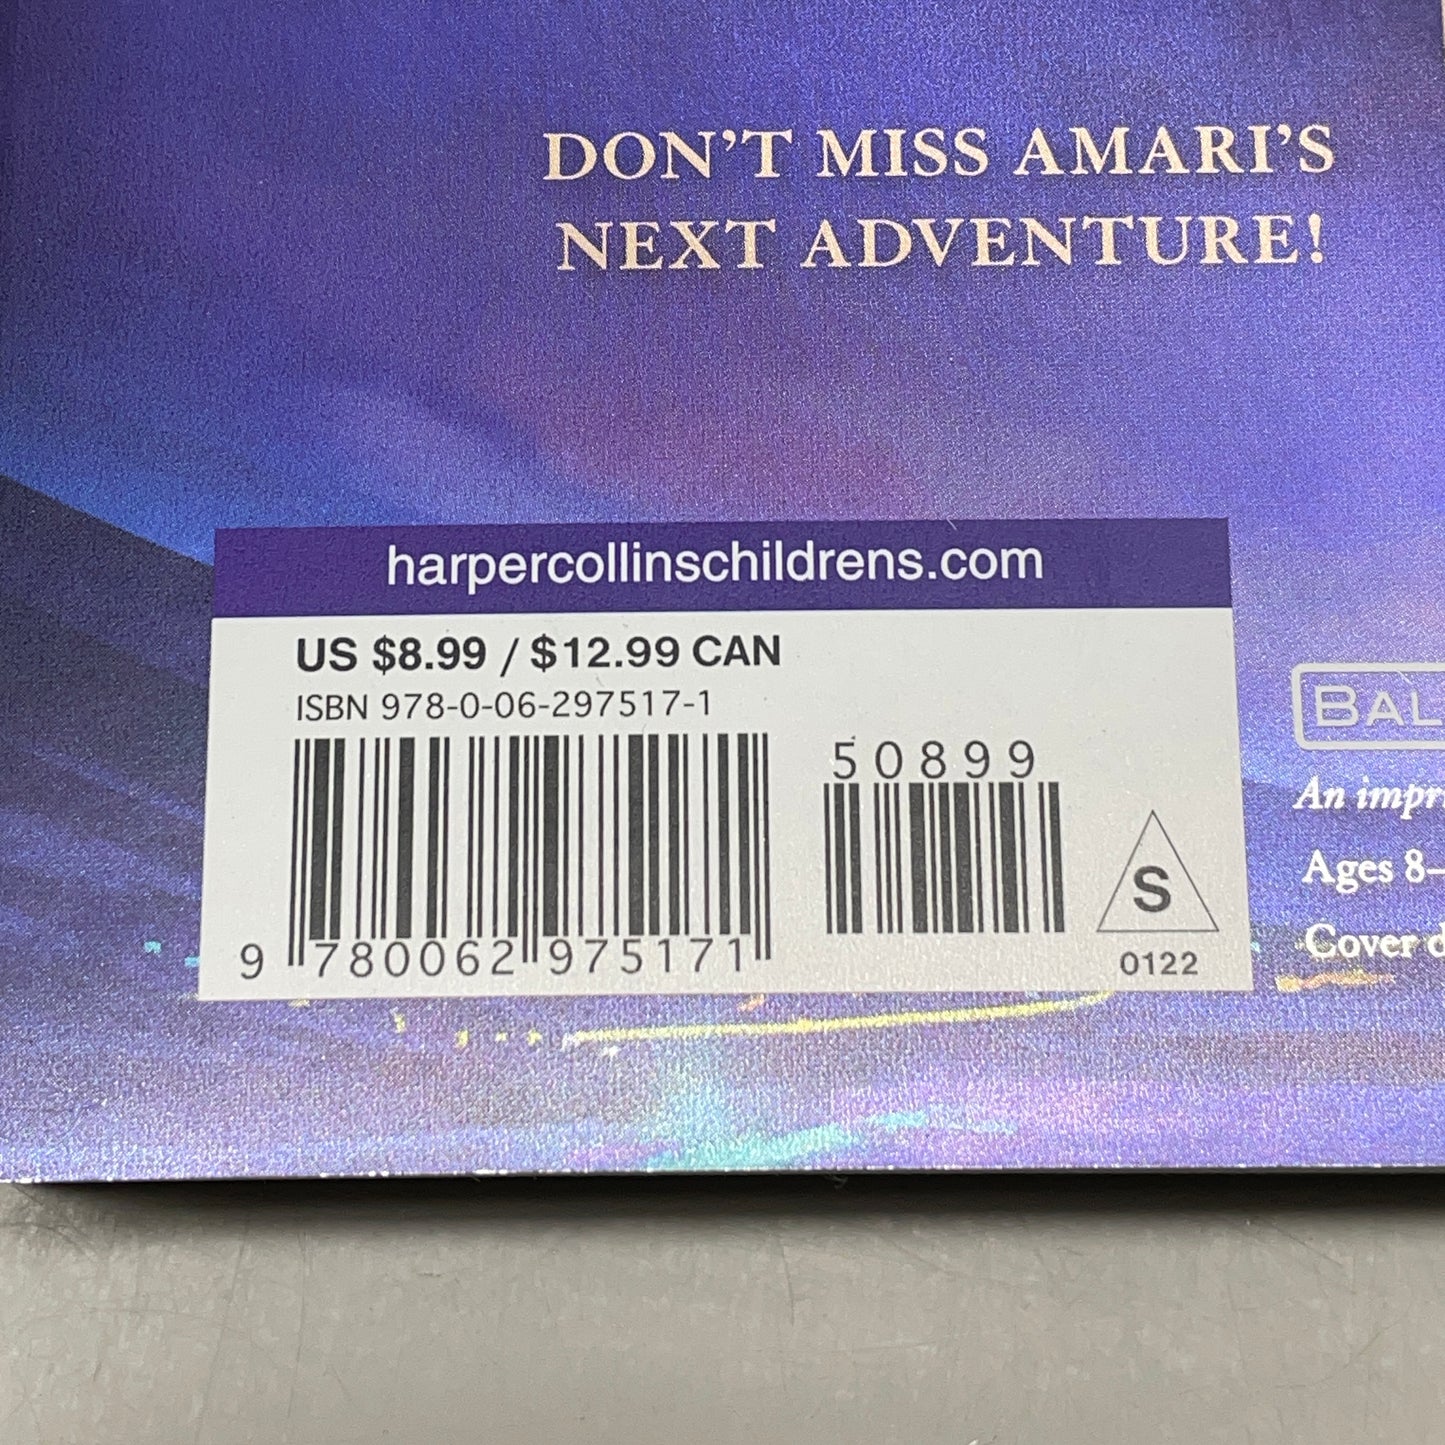 DON'T MISS AMARI'S
NEXT ADVENTURE!
harpercollinschildrens.com
US $8.99 / $12.99 CAN
ISBN 978-0-06-297517-1
50899
9 780062 975171
S
0122
An
Ages 8–
Cover